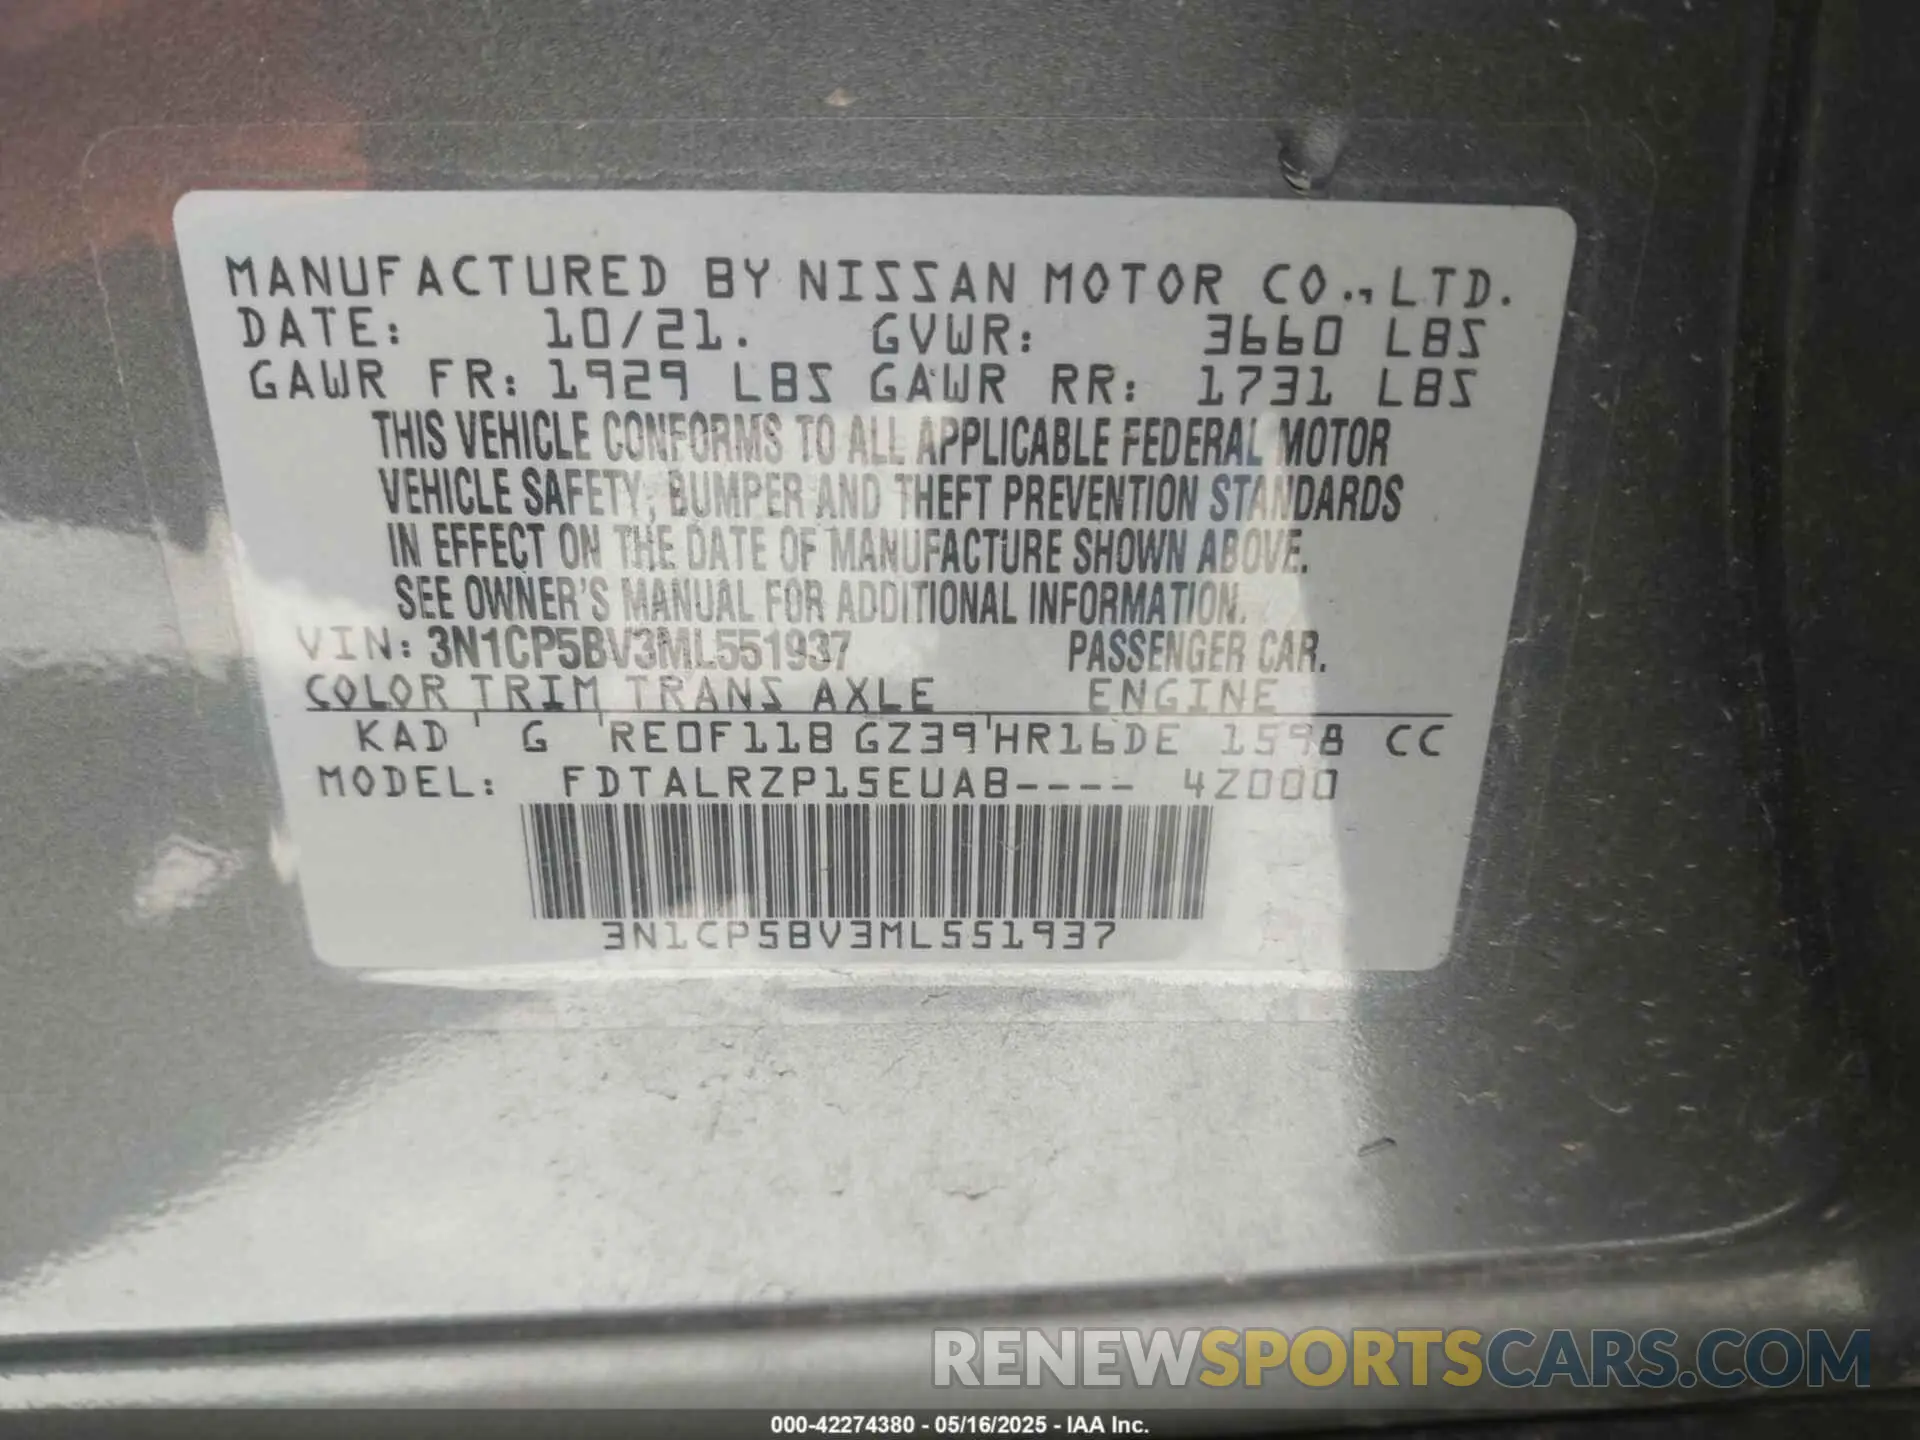 MANUFACTURED BY NISSAN MOTOR CO., LTD.
DATE: 10/21. GVWR: 3660 LBS
GAWR FR: 1929 LBS GAWR RR: 1731 LBS
THIS VEHICLE CONFORMS TO ALL APPLICABLE FEDERAL MOTOR
VEHICLE SAFETY, BUMPER AND THEFT PREVENTION STANDARDS
IN EFFECT ON THE DATE OF MANUFACTURE SHOWN ABOVE.
SEE OWNER'S MANUAL FOR ADDITIONAL INFORMATION.
VIN: 3N1CP5BV3ML551937 PASSENGER CAR.
COLOR TRIM TRANS AXLE ENGINE
KAD G RE0F11B GZ39 HR16DE 1598 CC
MODEL: FDTALRZP15EUAB---- 4Z000
3N1CP5BV3ML551937
RENEWSPORTSCARS.COM
000-42274380 - 05/16/2025 - IAA Inc.